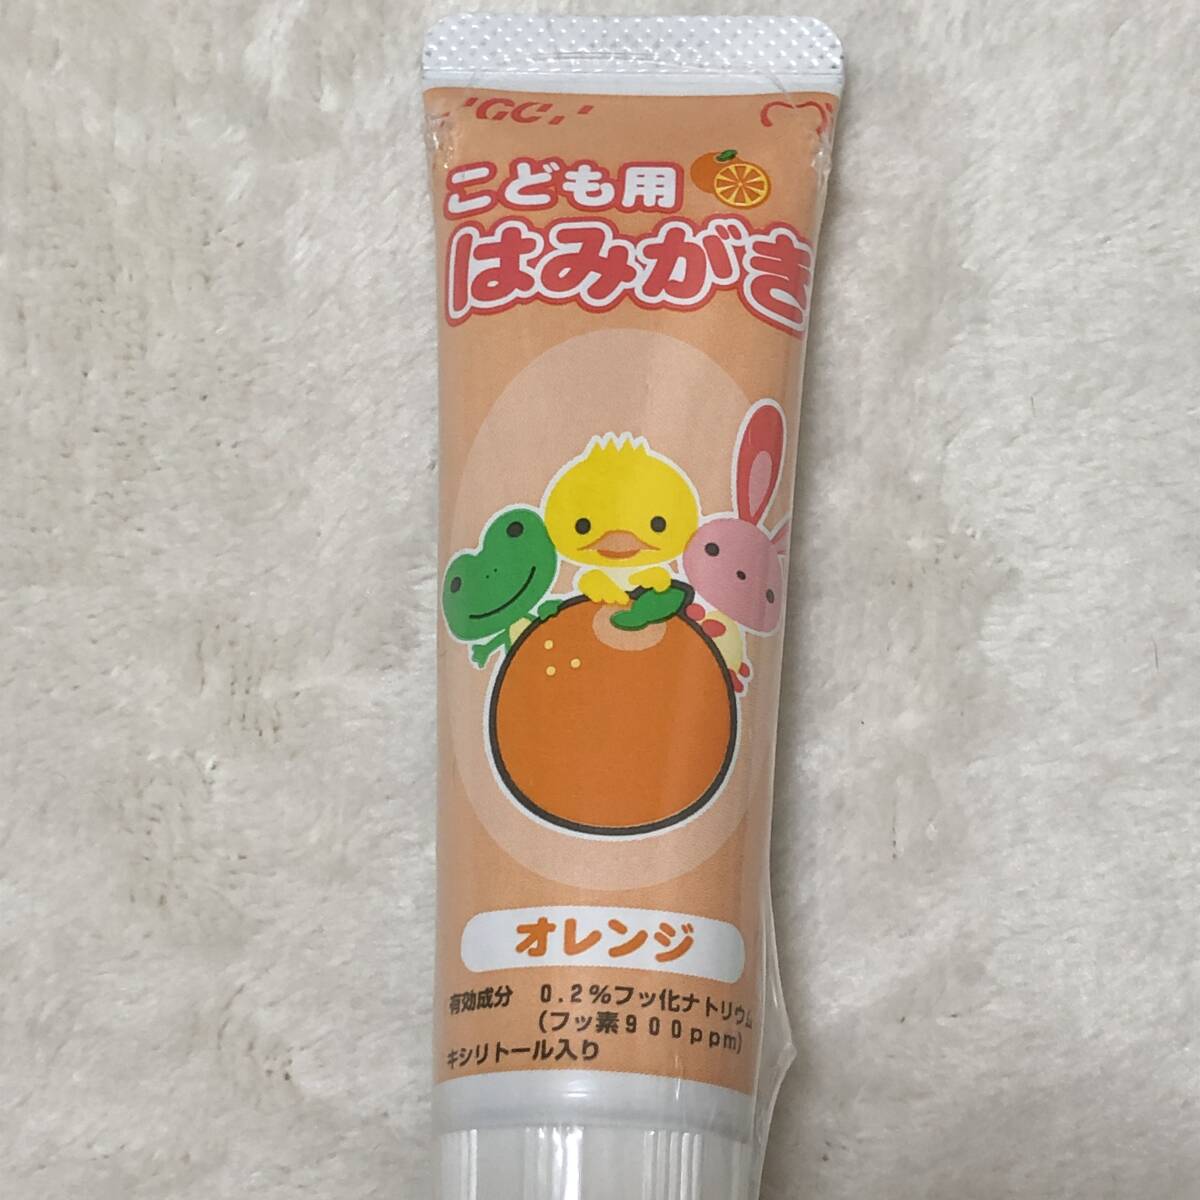 'GC,'
こども用
はみがき
オレンジ
有効成分 0.2%フッ化ナトリウム
(フッ素900ppm)
キシリトール入り